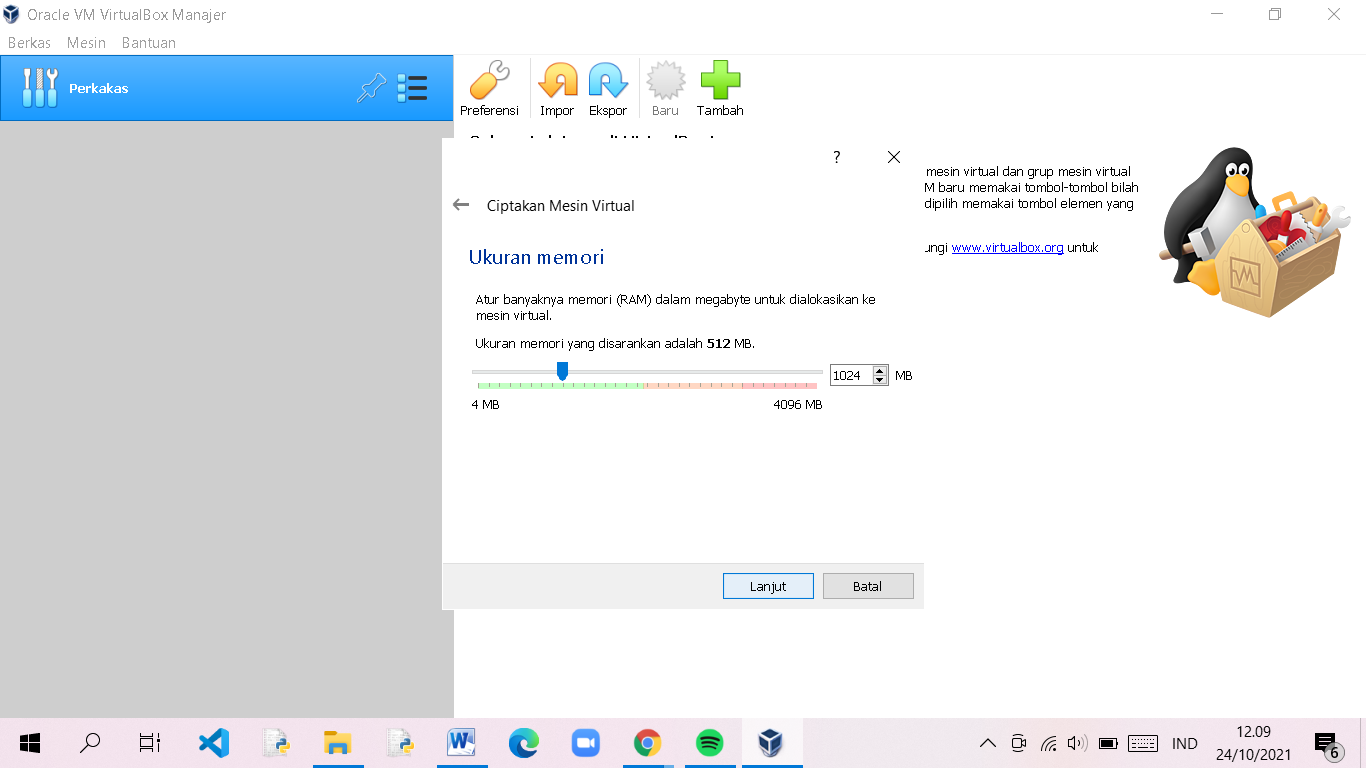 Oracle VM VirtualBox Manajer
Berkas Mesin Bantuan
Perkakas
Preferensi Impor Ekspor Baru Tambah
? 
mesin virtual dan grup mesin virtual
M baru memakai tombol-tombol bilah
dipilih memakai tombol elemen yang
ungi www.virtualbox.org untuk
Ciptakan Mesin Virtual
Ukuran memori
Atur banyaknya memori (RAM) dalam megabyte untuk dialokasikan ke
mesin virtual.
Ukuran memori yang disarankan adalah 512 MB.
1024 MB
4 MB 4096 MB
Lanjut Batal
W
IND
12.09
24/10/2021
6